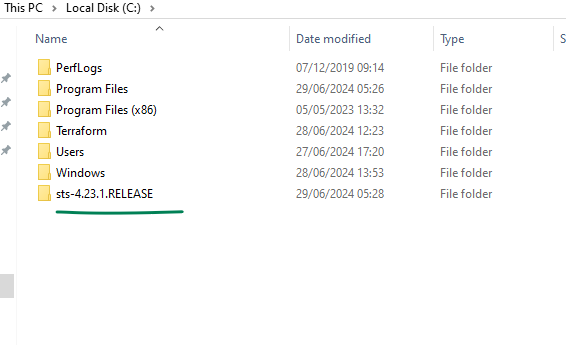 This PC > Local Disk (C:) >
Name Date modified Type S
PerfLogs 07/12/2019 09:14 File folder
Program Files 29/06/2024 05:26 File folder
Program Files (x86) 05/05/2023 13:32 File folder
Terraform 28/06/2024 12:23 File folder
Users 27/06/2024 17:20 File folder
Windows 28/06/2024 13:53 File folder
sts-4.23.1.RELEASE 29/06/2024 05:28 File folder